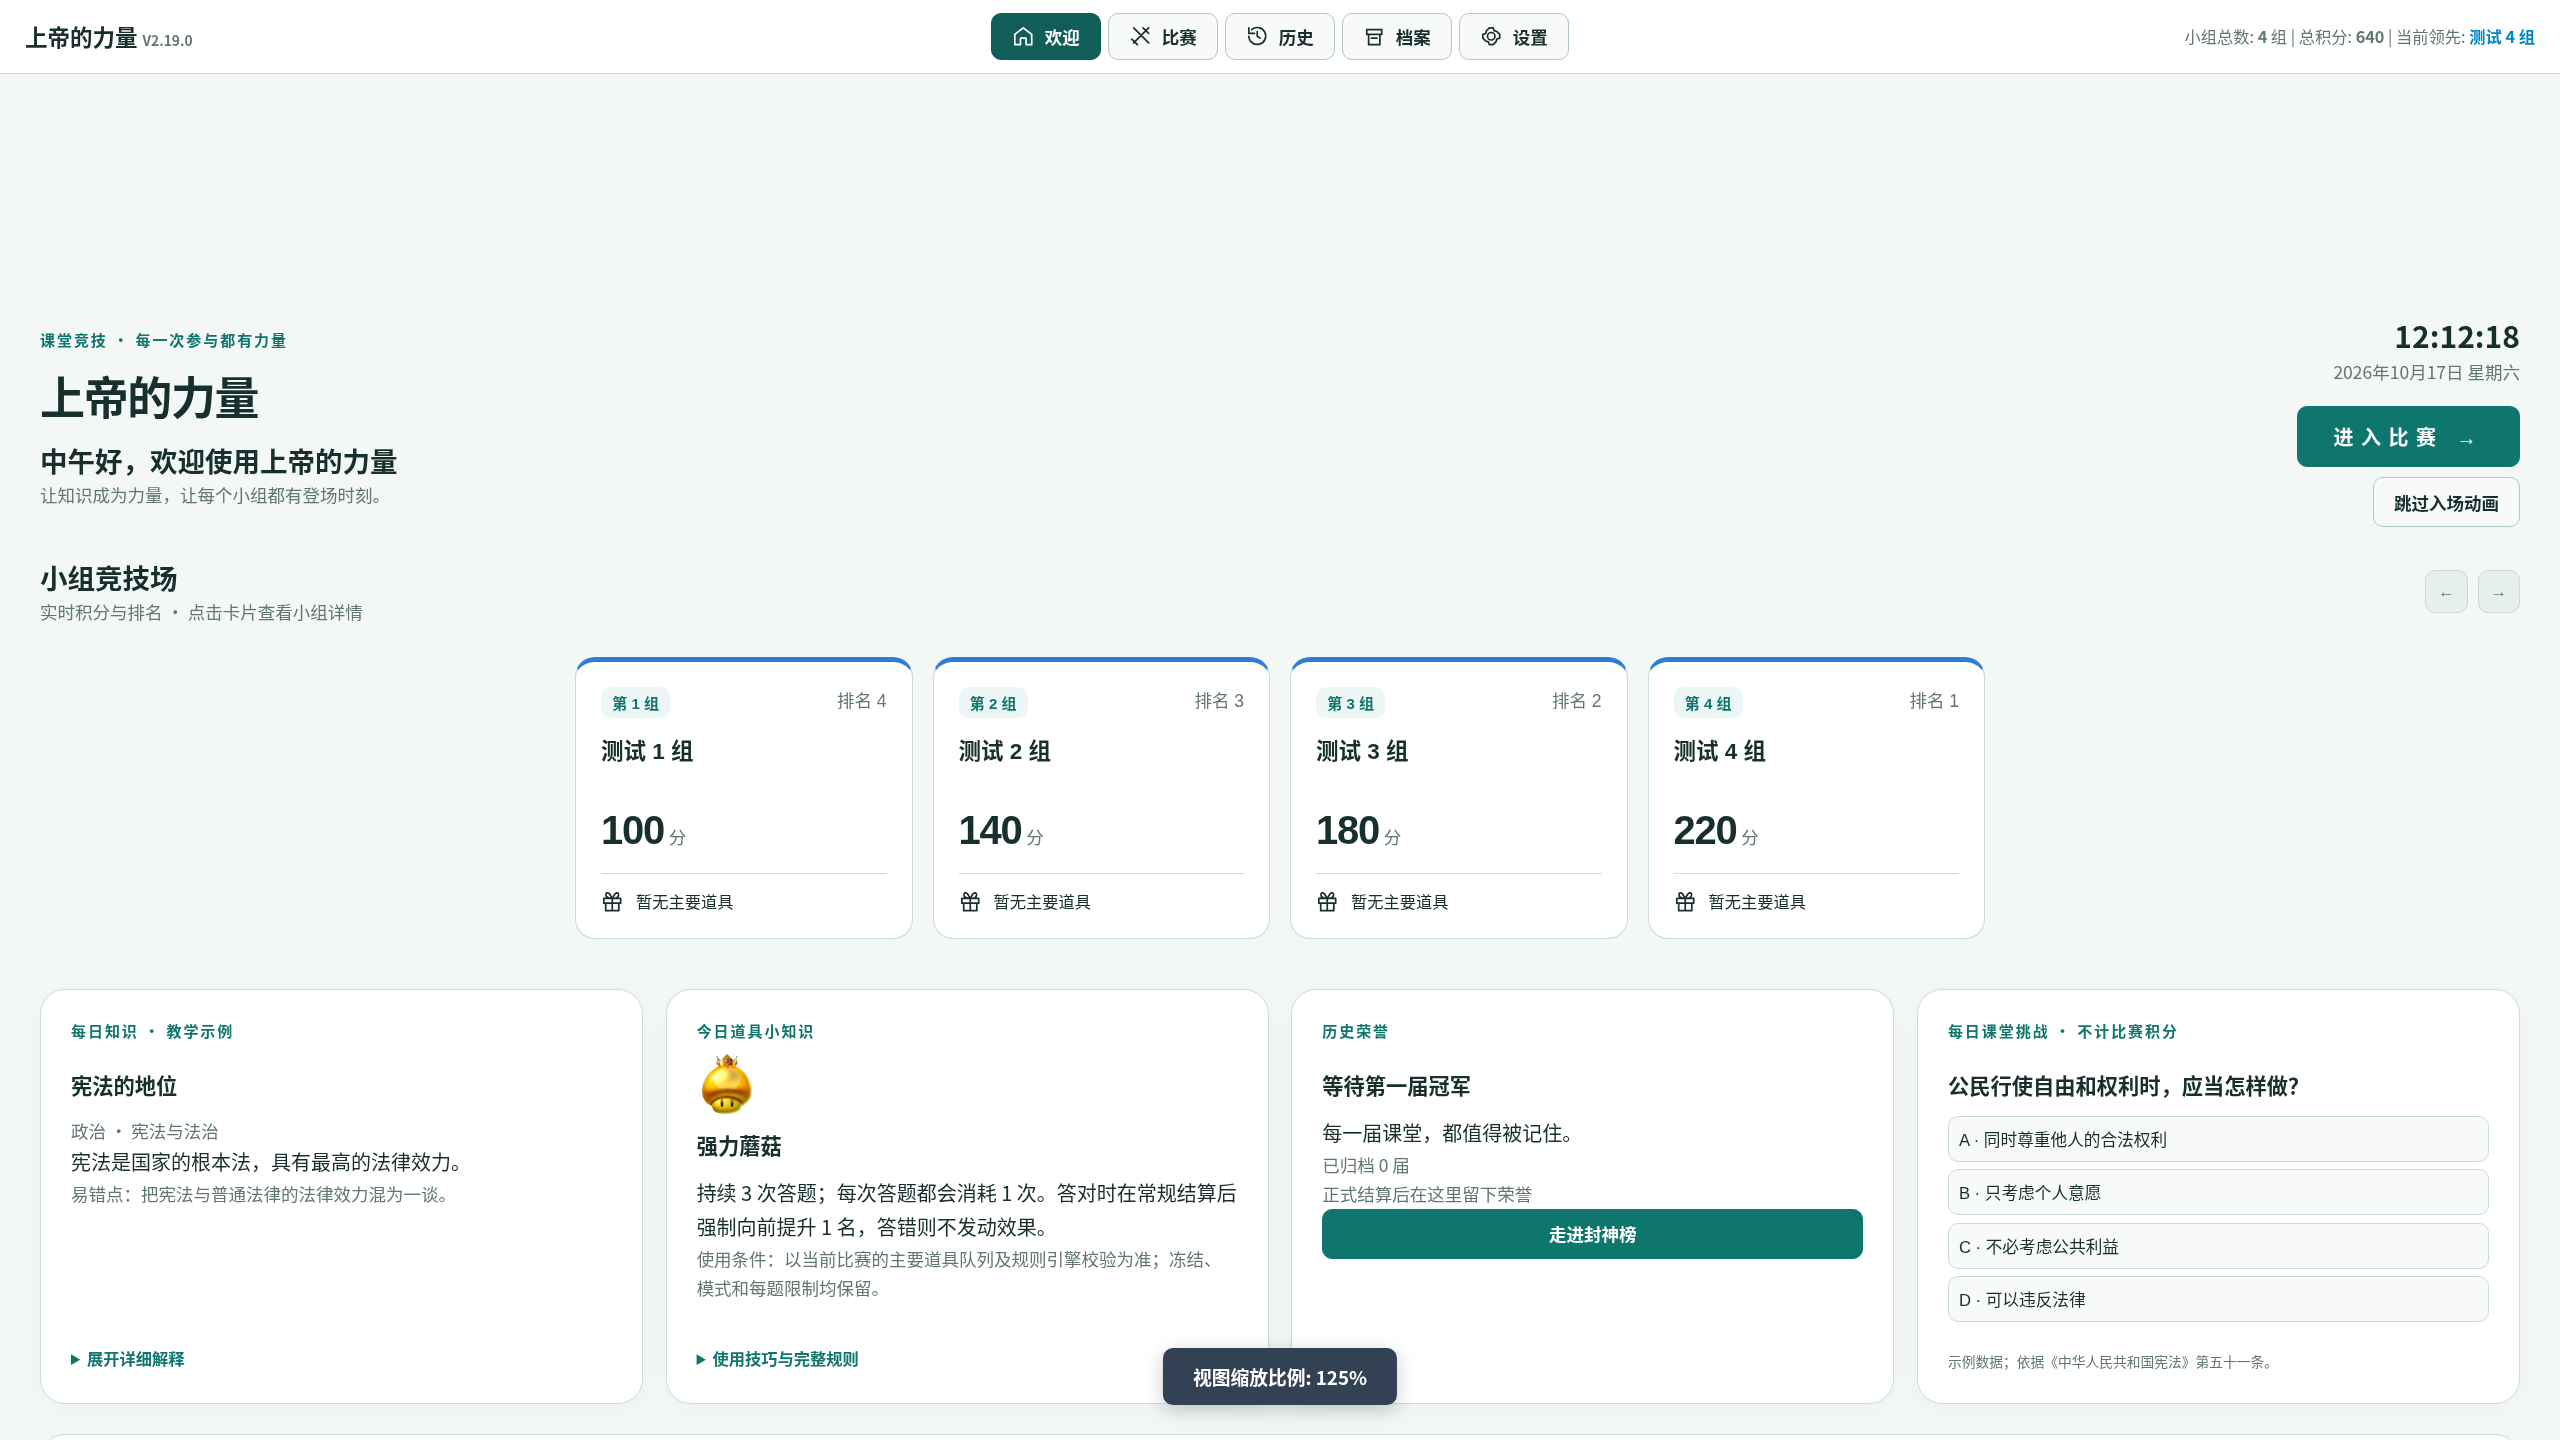 上帝的力量 V2.19.0
欢迎
比赛
历史
档案
设置
小组总数: 4 组 | 总积分: 640 | 当前领先: 测试 4 组
课堂竞技 · 每一次参与都有力量
上帝的力量
中午好，欢迎使用上帝的力量
让知识成为力量，让每个小组都有登场时刻。
12:12:18
2026年10月17日 星期六
进入比赛 →
跳过入场动画
小组竞技场
实时积分与排名 · 点击卡片查看小组详情
←
→
第 1 组
排名 4
测试 1 组
100 分
暂无主要道具
第 2 组
排名 3
测试 2 组
140 分
暂无主要道具
第 3 组
排名 2
测试 3 组
180 分
暂无主要道具
第 4 组
排名 1
测试 4 组
220 分
暂无主要道具
每日知识 · 教学示例
宪法的地位
政治 · 宪法与法治
宪法是国家的根本法，具有最高的法律效力。
易错点：把宪法与普通法律的法律效力混为一谈。
▶ 展开详细解释
今日道具小知识
强力蘑菇
持续 3 次答题；每次答题都会消耗 1 次。答对时在常规结算后
强制向前提升 1 名，答错则不发动效果。
使用条件：以当前比赛的主要道具队列及规则引擎校验为准；冻结、
模式和每题限制均保留。
▶ 使用技巧与完整规则
历史荣誉
等待第一届冠军
每一届课堂，都值得被记住。
已归档 0 届
正式结算后在这里留下荣誉
走进封神榜
每日课堂挑战 · 不计比赛积分
公民行使自由和权利时，应当怎样做？
A · 同时尊重他人的合法权利
B · 只考虑个人意愿
C · 不必考虑公共利益
D · 可以违反法律
示例数据；依据《中华人民共和国宪法》第五十一条。
视图缩放比例: 125%